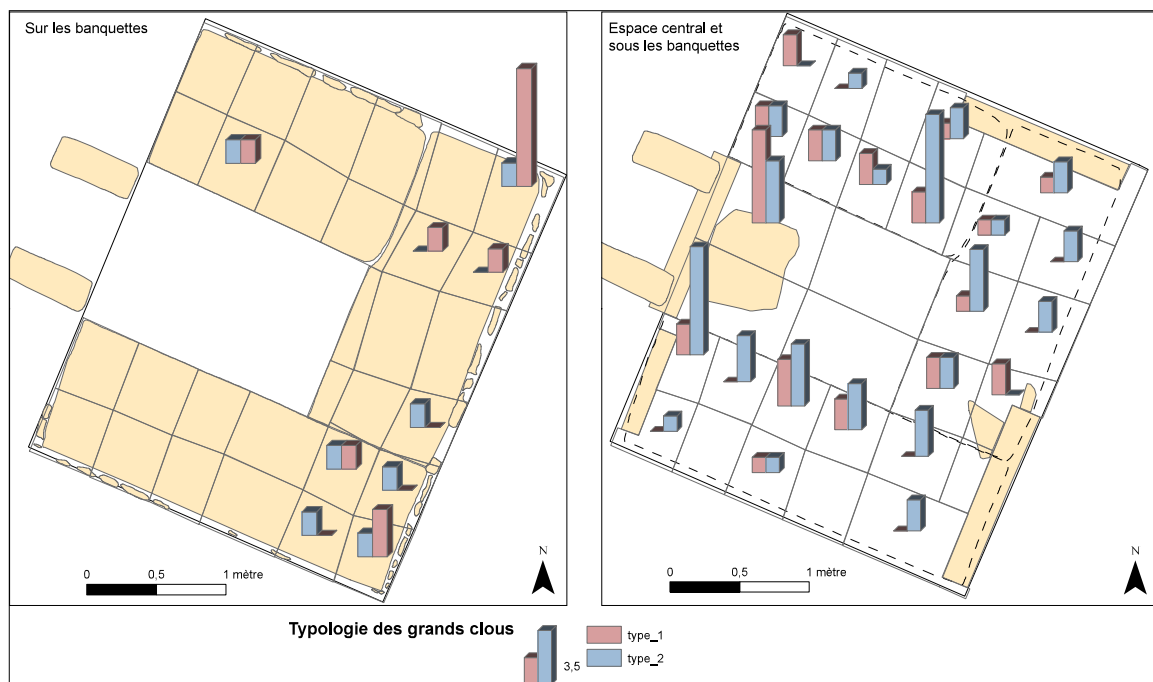 Sur les banquettes
Espace central et
sous les banquettes
N
0 0,5 1 mètre
N
0 0,5 1 mètre
Typologie des grands clous
3,5
type_1
type_2